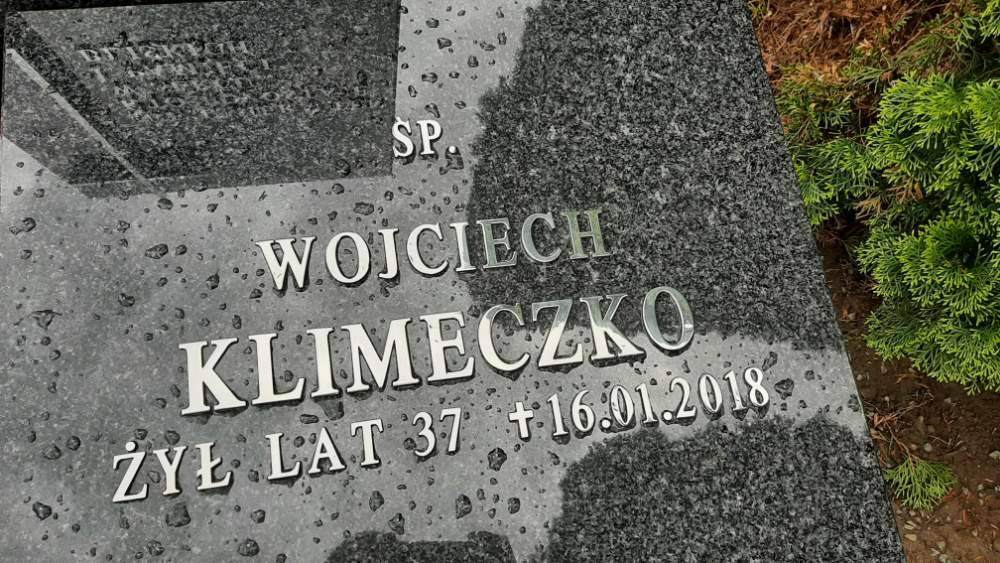 ŚP.
WOJCIECH
KLIMECZKO
ŻYŁ LAT 37 ✝16.01.2018